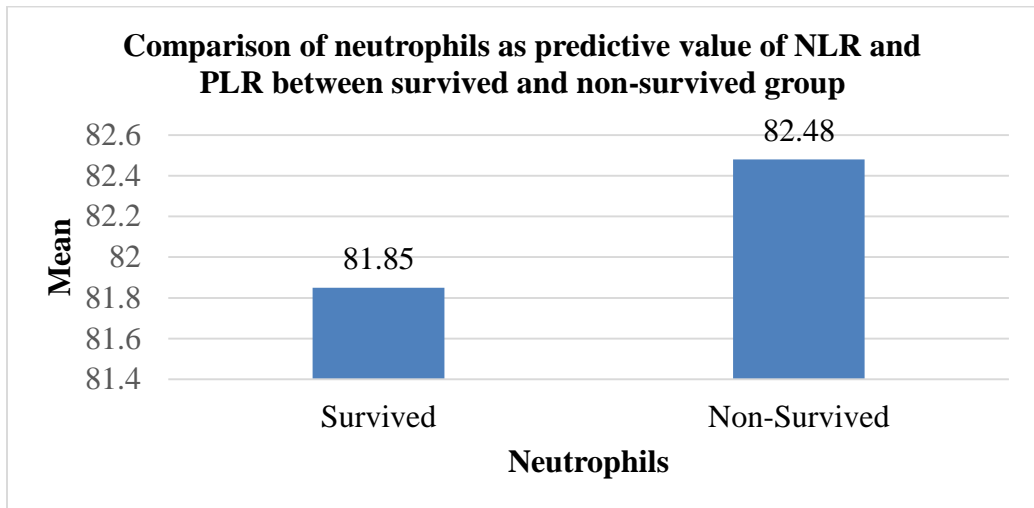 Comparison of neutrophils as predictive value of NLR and
PLR between survived and non-survived group
Mean
82.6
82.4
82.2
82
81.8
81.6
81.4
81.85
82.48
Survived
Non-Survived
Neutrophils